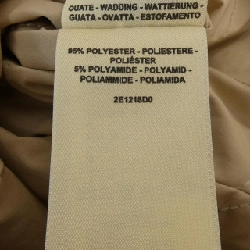 OUATE - WADDING - WATTIERUNG -
GUATA - OVATTA - ESTOFAMENTO
95% POLYESTER - POLIESTERE -
POLIÉSTER
5% POLYAMIDE - POLYAMID -
POLIAMMIDE - POLIAMIDA
2E1218D0